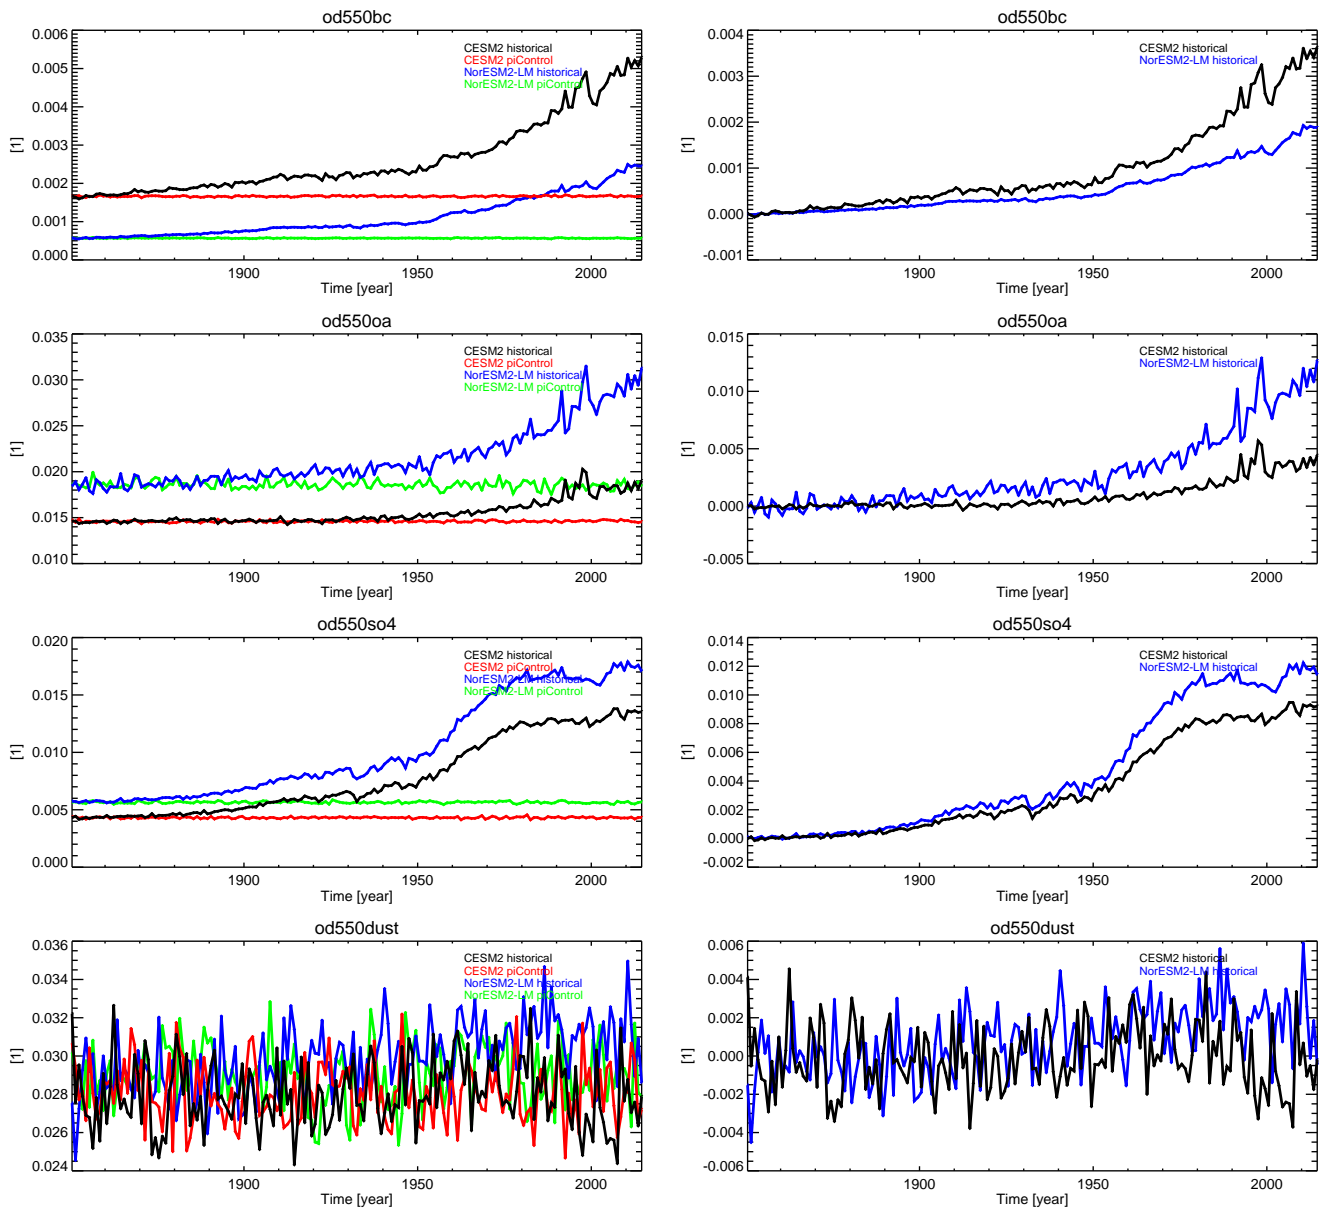 od550bc
0.006
0.005
0.004
0.003
0.002
0.001
0.000
[1]
CESM2 historical
CESM2 piControl
NorESM2-LM historical
NorESM2-LM piControl
1900
1950
2000
Time [year]
od550bc
0.004
0.003
0.002
0.001
0.000
-0.001
[1]
CESM2 historical
NorESM2-LM historical
1900
1950
2000
Time [year]
od550oa
0.035
0.030
0.025
0.020
0.015
0.010
[1]
CESM2 historical
CESM2 piControl
NorESM2-LM historical
NorESM2-LM piControl
1900
1950
2000
Time [year]
od550oa
0.015
0.010
0.005
0.000
-0.005
[1]
CESM2 historical
NorESM2-LM historical
1900
1950
2000
Time [year]
od550so4
0.020
0.015
0.010
0.005
0.000
[1]
CESM2 historical
CESM2 piControl
NorESM2-LM historical
NorESM2-LM piControl
1900
1950
2000
Time [year]
od550so4
0.014
0.012
0.010
0.008
0.006
0.004
0.002
0.000
-0.002
[1]
CESM2 historical
NorESM2-LM historical
1900
1950
2000
Time [year]
od550dust
0.036
0.034
0.032
0.030
0.028
0.026
0.024
[1]
CESM2 historical
CESM2 piControl
NorESM2-LM historical
NorESM2-LM piControl
1900
1950
2000
Time [year]
od550dust
0.006
0.004
0.002
0.000
-0.002
-0.004
-0.006
[1]
CESM2 historical
NorESM2-LM historical
1900
1950
2000
Time [year]